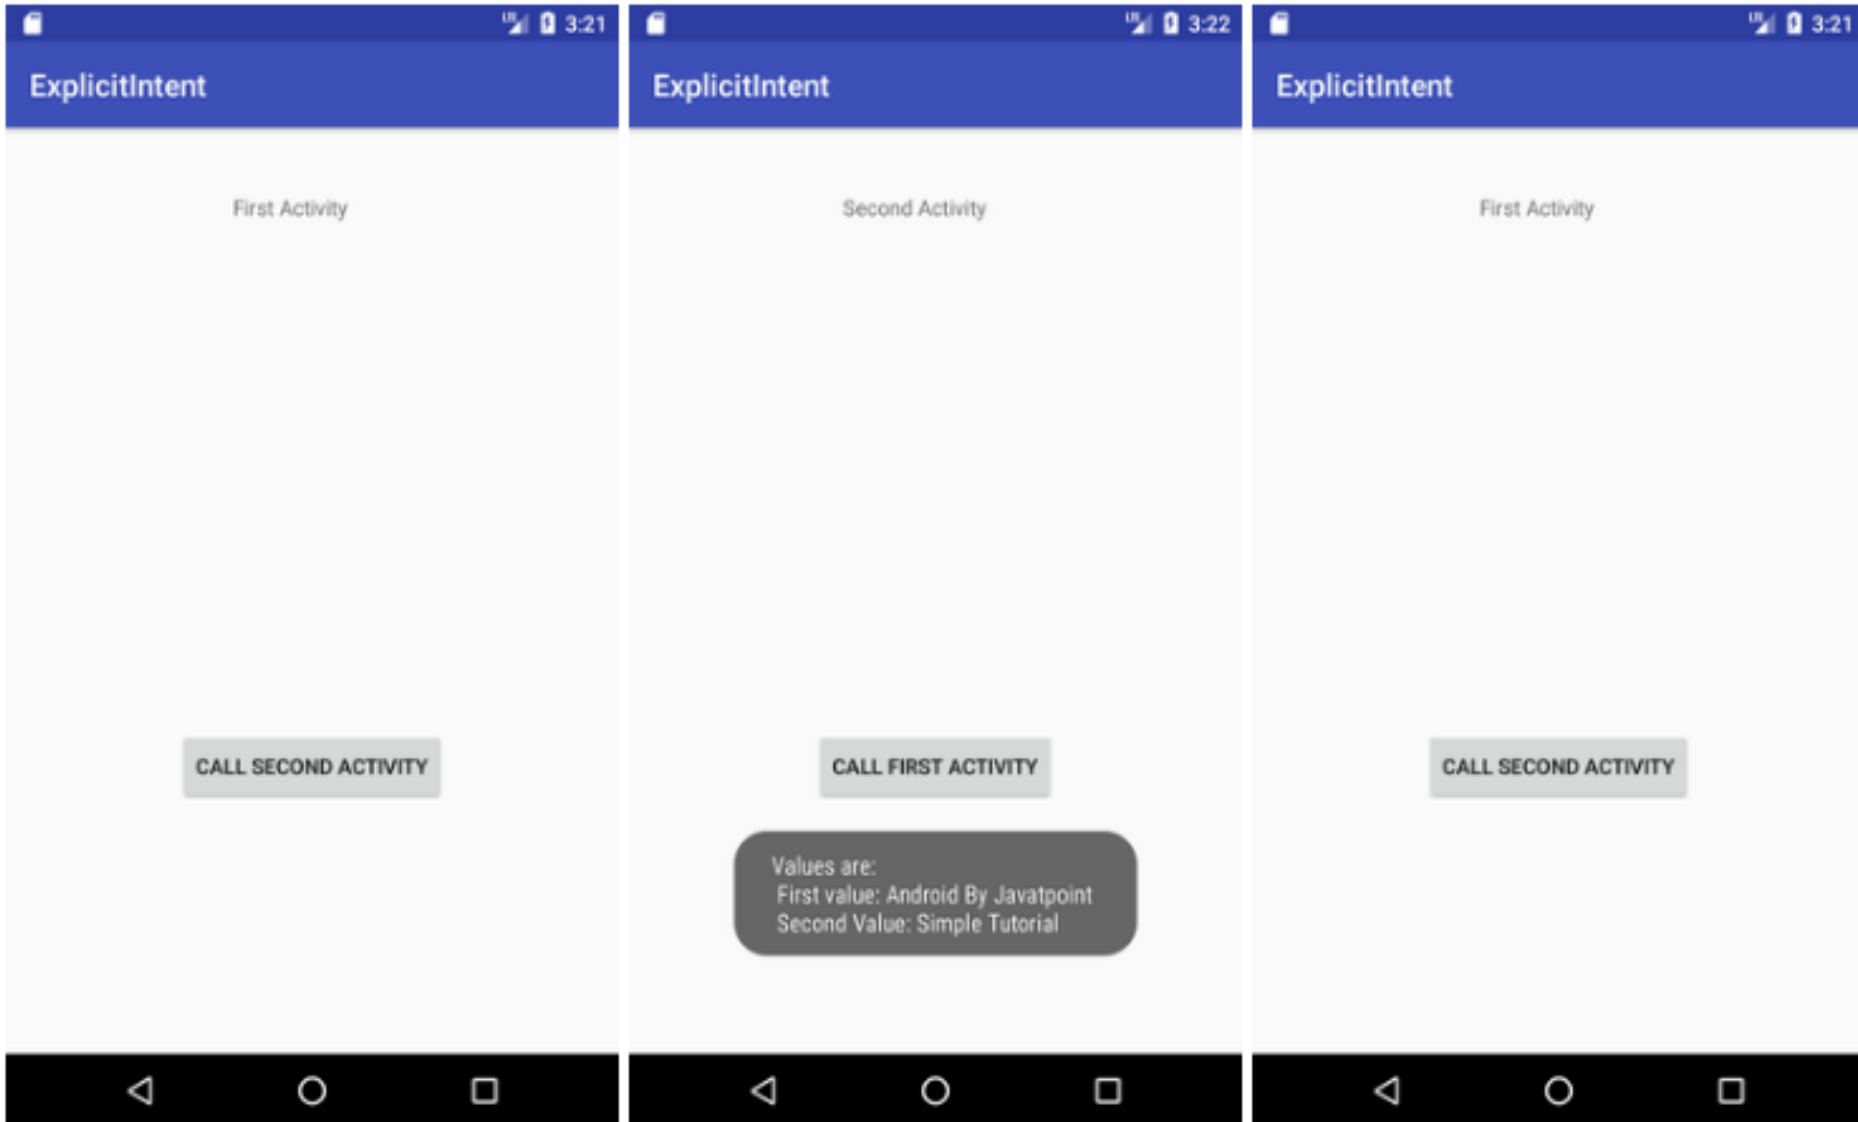 3:21
ExplicitIntent
First Activity
CALL SECOND ACTIVITY
3:22
ExplicitIntent
Second Activity
CALL FIRST ACTIVITY
Values are:
First value: Android By Javatpoint
Second Value: Simple Tutorial
3:21
ExplicitIntent
First Activity
CALL SECOND ACTIVITY